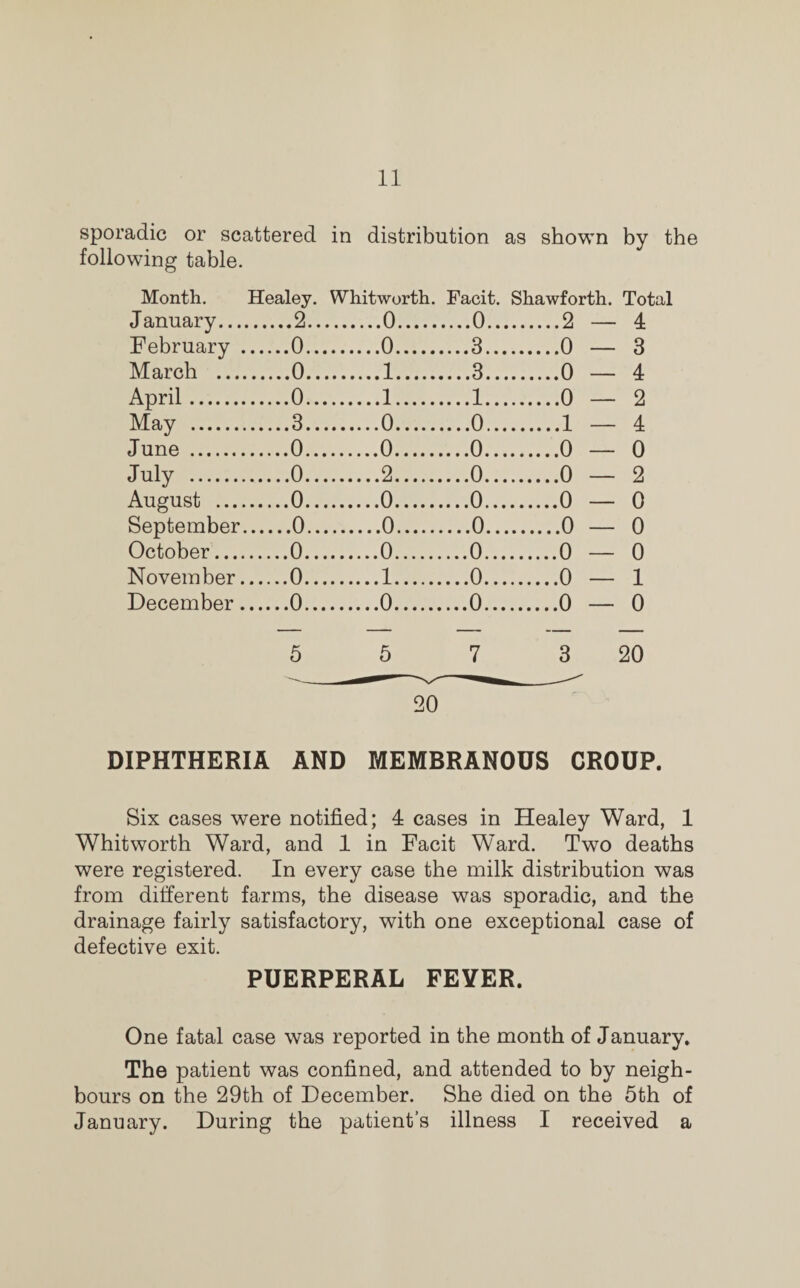 11
sporadic or scattered in distribution as shown by the
following table.
Month. Healey. Whitworth. Facit. Shawforth. Total
January..........2..........0..........0..........2 — 4
February ......0..........0..........3..........0 — 3
March ..........0..........1..........3..........0 — 4
April............0..........1..........1..........0 — 2
May ............3..........0..........0..........1 — 4
June ............0..........0..........0..........0 — 0
July ............0..........2..........0..........0 — 2
August ..........0..........0..........0..........0 — 0
September......0..........0..........0..........0 — 0
October..........0..........0..........0..........0 — 0
November......0..........1..........0..........0 — 1
December......0..........0..........0..........0 — 0
5 5 7 3 20
20
DIPHTHERIA AND MEMBRANOUS CROUP.
Six cases were notified; 4 cases in Healey Ward, 1
Whitworth Ward, and 1 in Facit Ward. Two deaths
were registered. In every case the milk distribution was
from different farms, the disease was sporadic, and the
drainage fairly satisfactory, with one exceptional case of
defective exit.
PUERPERAL FEVER.
One fatal case was reported in the month of January.
The patient was confined, and attended to by neigh-
bours on the 29th of December. She died on the 5th of
January. During the patient's illness I received a